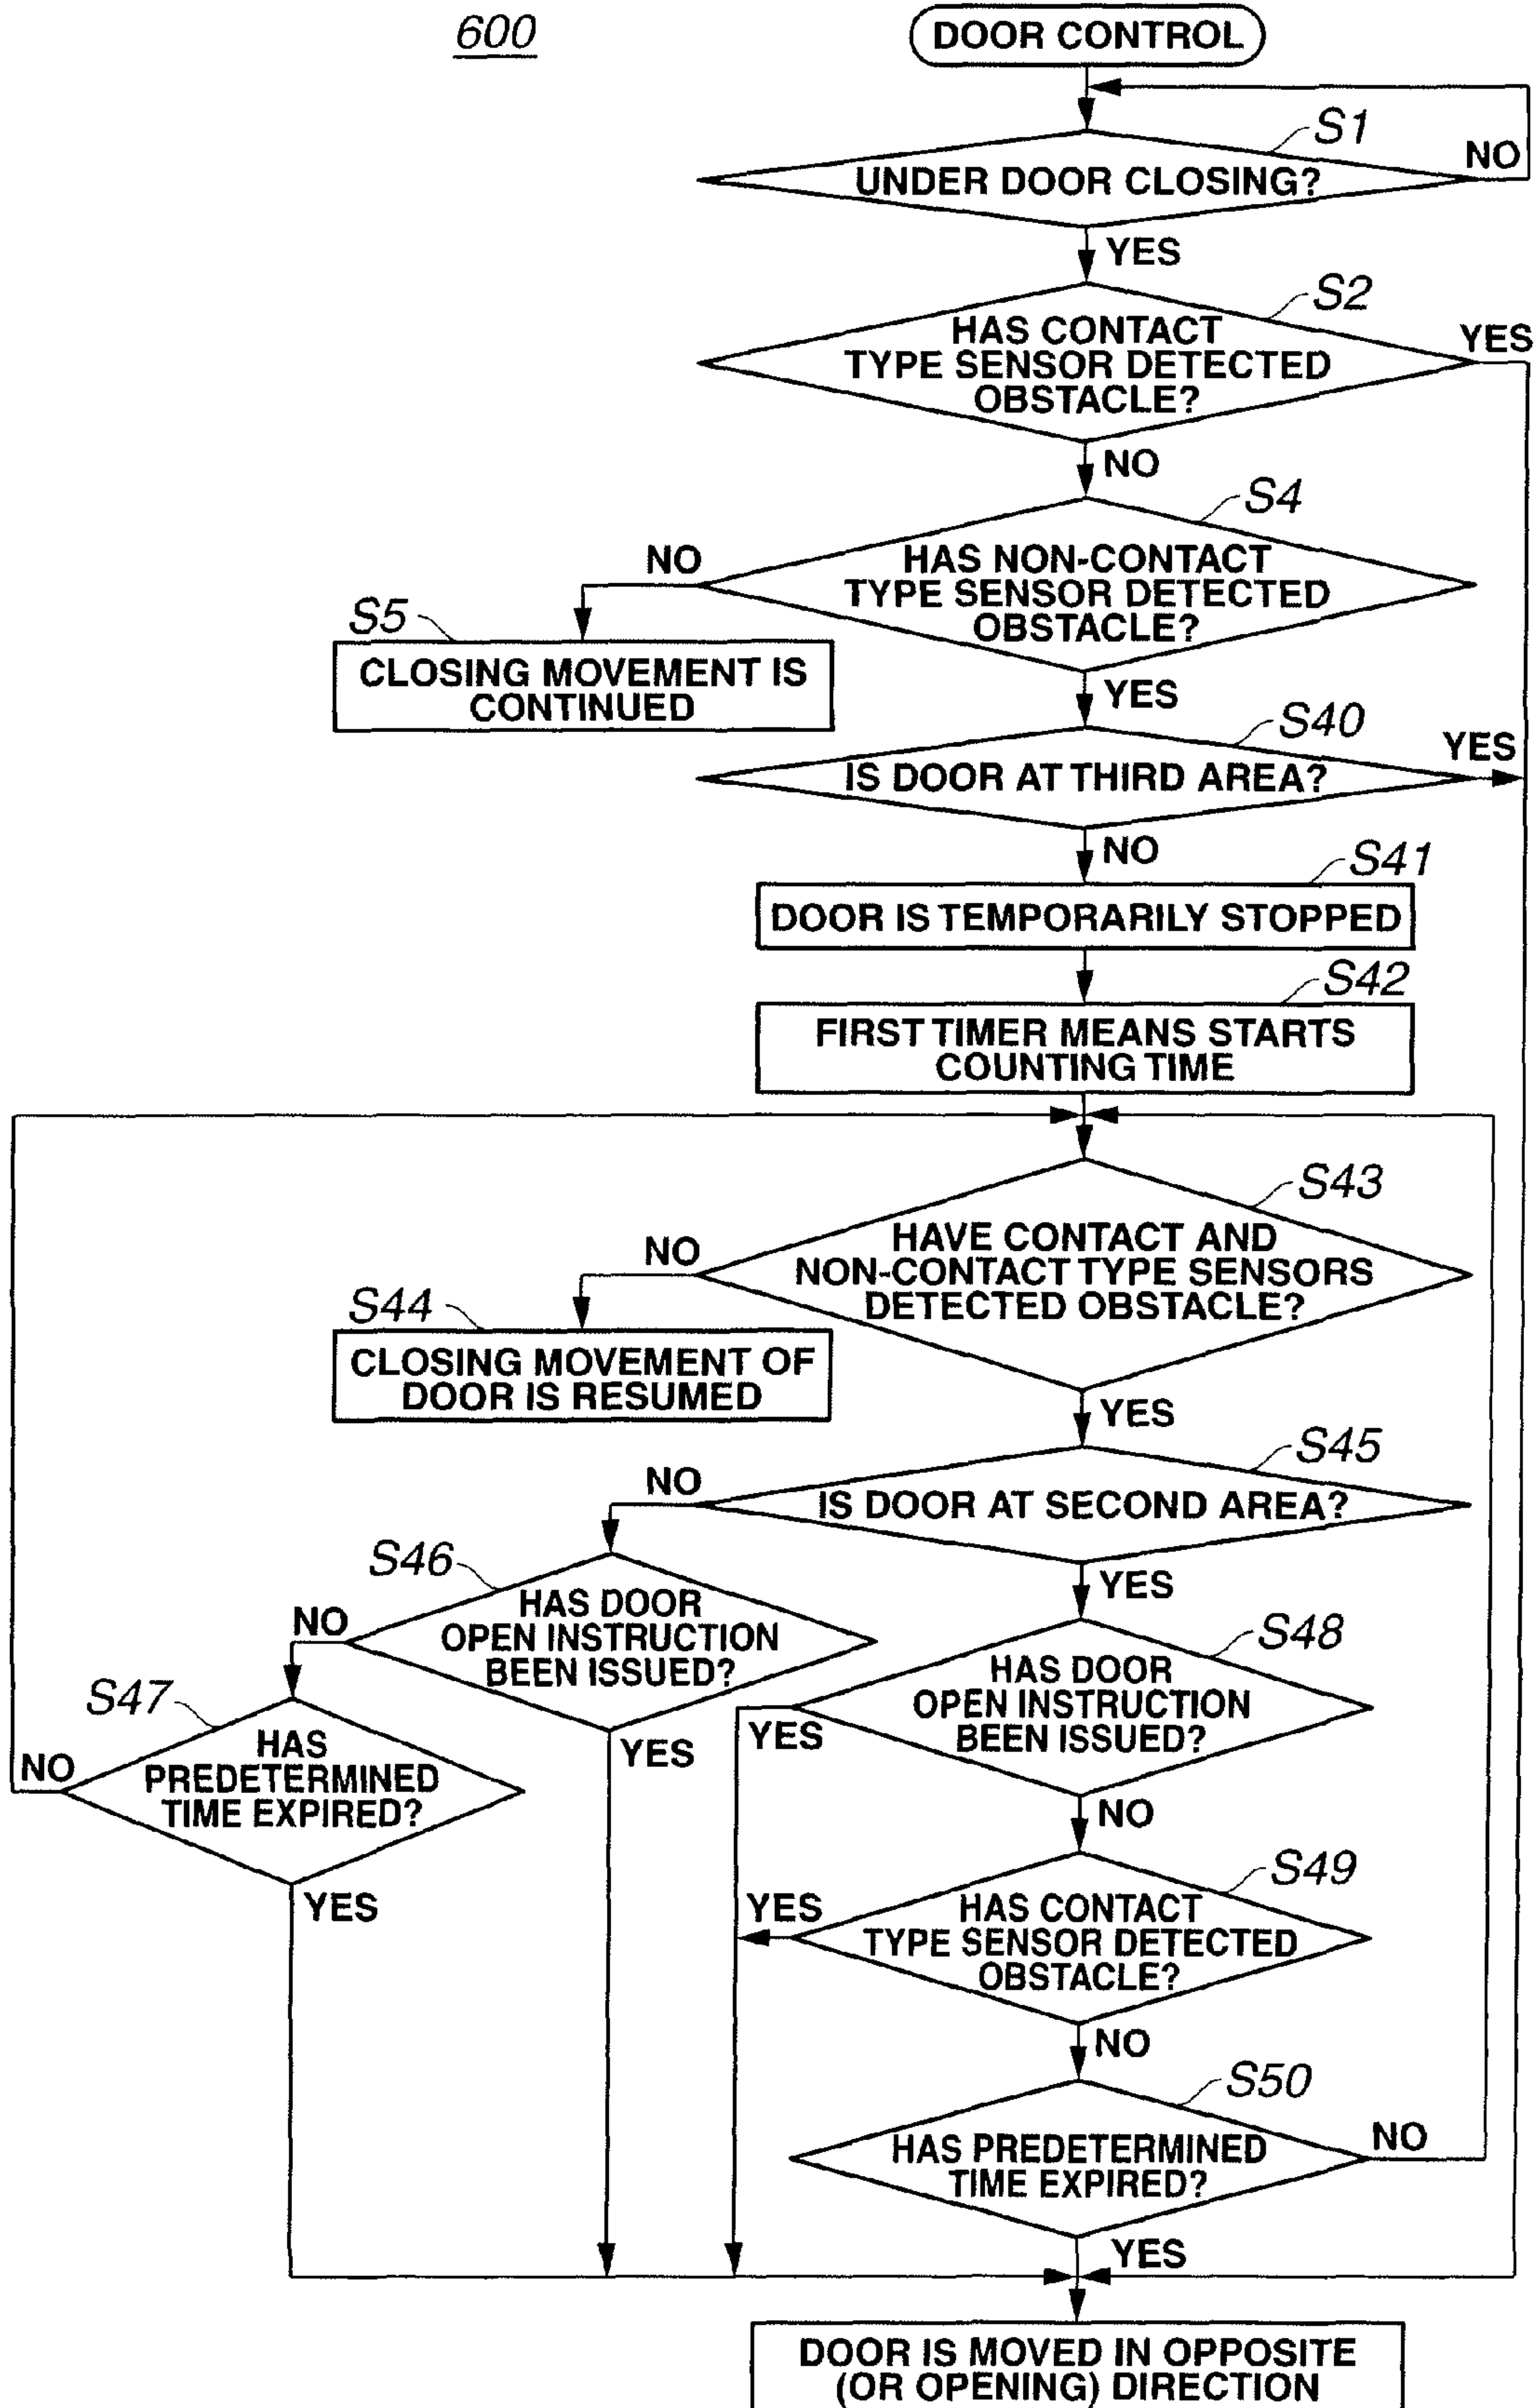 600
DOOR CONTROL
S1
NO
UNDER DOOR CLOSING?
YES
S2
HAS CONTACT
TYPE SENSOR DETECTED
OBSTACLE?
YES
NO
S4
HAS NON-CONTACT
TYPE SENSOR DETECTED
OBSTACLE?
NO
S5
CLOSING MOVEMENT IS
CONTINUED
YES
S40
IS DOOR AT THIRD AREA?
YES
NO
S41
DOOR IS TEMPORARILY STOPPED
S42
FIRST TIMER MEANS STARTS
COUNTING TIME
S43
HAVE CONTACT AND
NON-CONTACT TYPE SENSORS
DETECTED OBSTACLE?
NO
S44
CLOSING MOVEMENT OF
DOOR IS RESUMED
YES
S45
IS DOOR AT SECOND AREA?
NO
YES
S46
HAS DOOR
OPEN INSTRUCTION
BEEN ISSUED?
NO
YES
S47
HAS
PREDETERMINED
TIME EXPIRED?
NO
YES
S48
HAS DOOR
OPEN INSTRUCTION
BEEN ISSUED?
YES
NO
S49
HAS CONTACT
TYPE SENSOR DETECTED
OBSTACLE?
YES
NO
S50
HAS PREDETERMINED
TIME EXPIRED?
NO
YES
DOOR IS MOVED IN OPPOSITE
(OR OPENING) DIRECTION